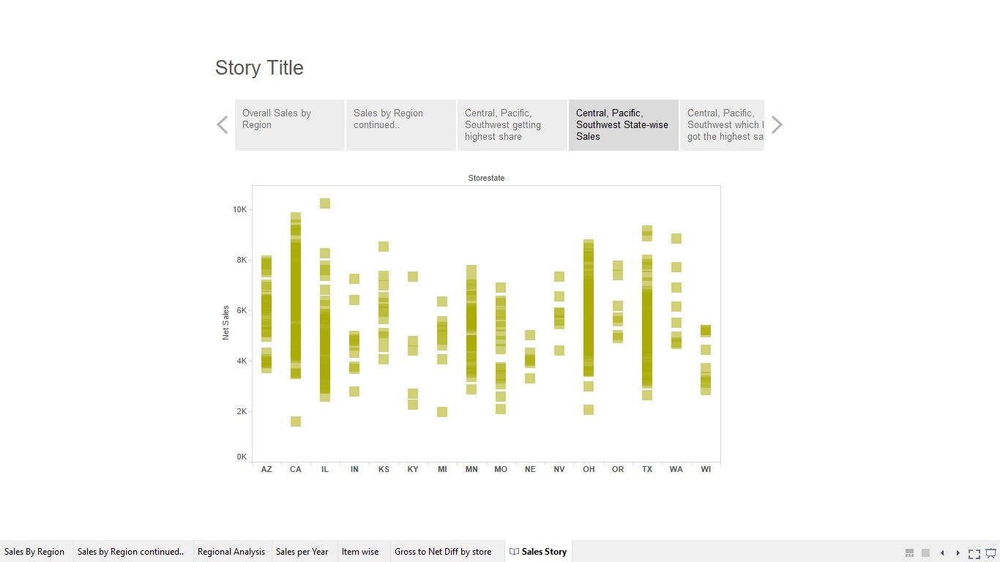 Story Title
Overall Sales by
Region
Sales by Region
continued..
Central, Pacific,
Southwest getting
highest share
Central, Pacific,
Southwest State-wise
Sales
Central, Pacific,
Southwest which
got the highest
Storestate
Net Sales
10K
8K
6K
4K
2K
0K
AZ CA IL IN KS KY MI MN MO NE NV OH OR TX WA WI
Sales By Region Sales by Region continued.. Regional Analysis Sales per Year Item wise Gross to Net Diff by store Sales Story